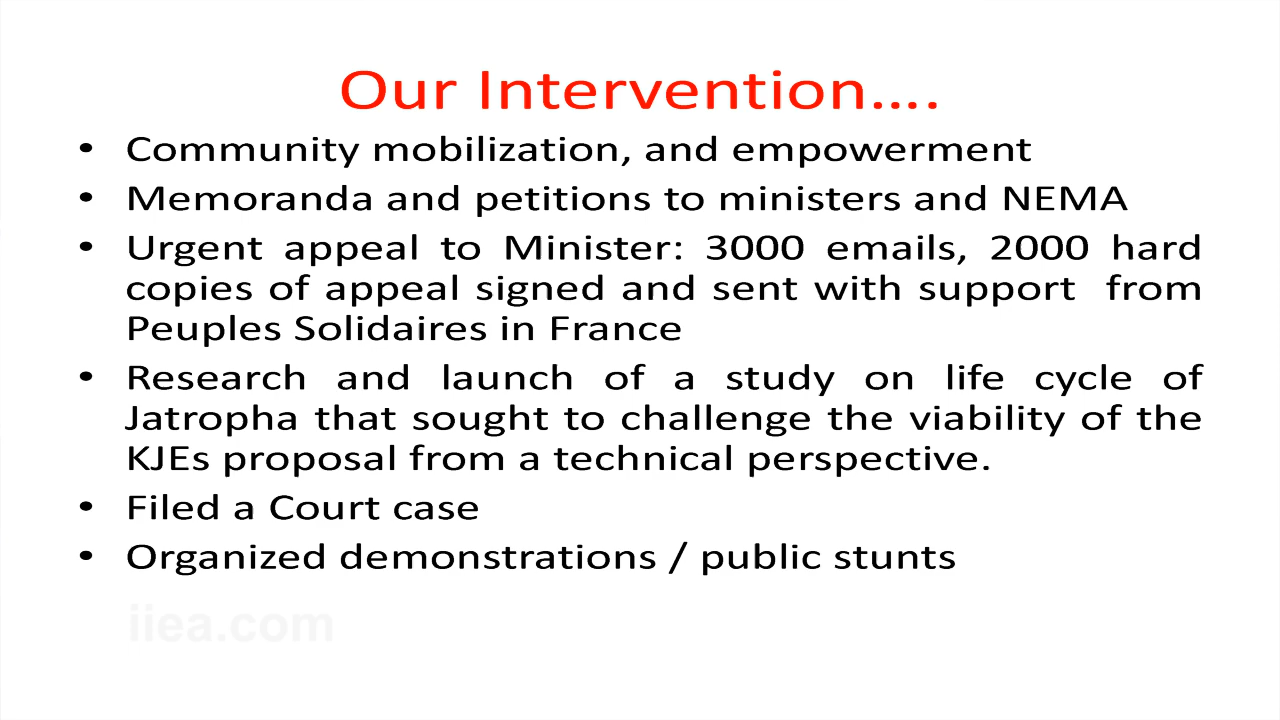 Our Intervention....
• Community mobilization, and empowerment
• Memoranda and petitions to ministers and NEMA
• Urgent appeal to Minister: 3000 emails, 2000 hard
copies of appeal signed and sent with support from
Peuples Solidaires in France
• Research and launch of a study on life cycle of
Jatropha that sought to challenge the viability of the
KJEs proposal from a technical perspective.
• Filed a Court case
• Organized demonstrations / public stunts
iiea.com